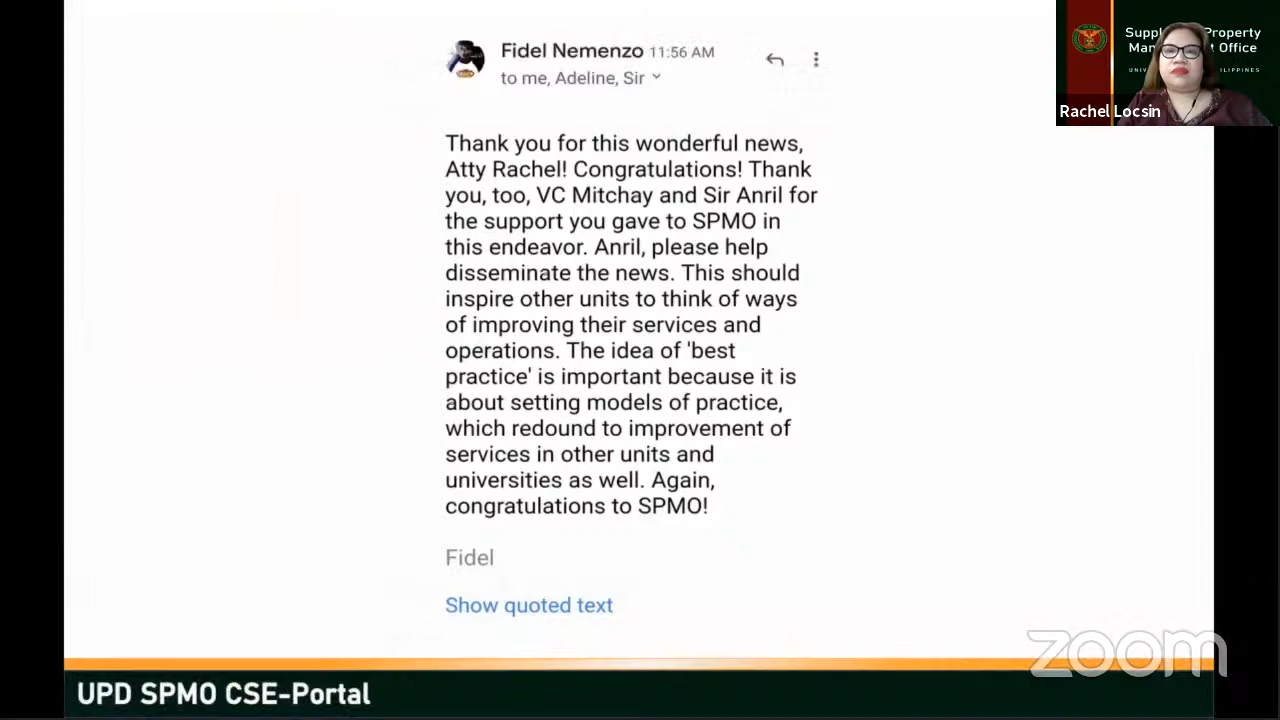 Fidel Nemenzo 11:56 AM
to me, Adeline, Sir
Thank you for this wonderful news,
Atty Rachel! Congratulations! Thank
you, too, VC Mitchay and Sir Anril for
the support you gave to SPMO in
this endeavor. Anril, please help
disseminate the news. This should
inspire other units to think of ways
of improving their services and
operations. The idea of 'best
practice' is important because it is
about setting models of practice,
which redound to improvement of
services in other units and
universities as well. Again,
congratulations to SPMO!
Fidel
Show quoted text
Rachel Locsin
zoom
UPD SPMO CSE-Portal